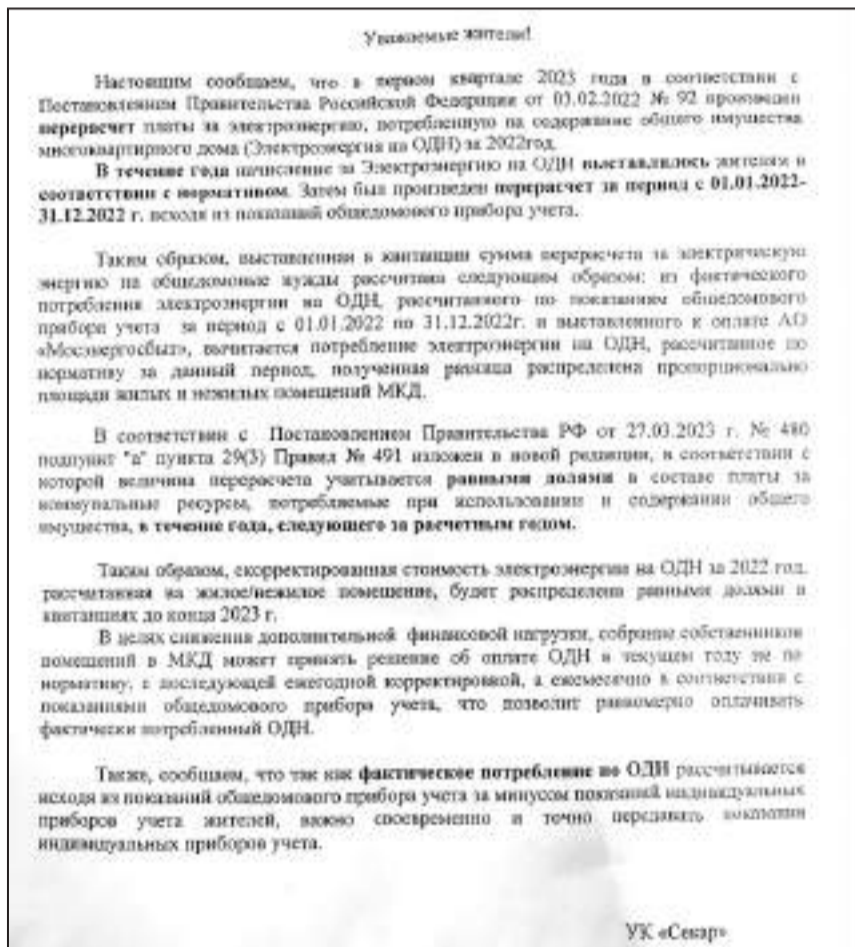 Уважаемые жители!
Настоящим сообщаем, что в первом квартале 2023 года в соответствии с
Постановлением Правительства Российской Федерации от 03.02.2022 № 92 произведен
перерасчет платы за электроэнергию, потребленную на содержание общего имущества
многоквартирного дома (Электроэнергия на ОДН) за 2022год.
В течение года начисление за Электроэнергию на ОДН выставлялось жителям в
соответствии с нормативом. Затем был произведен перерасчет за период с 01.01.2022-
31.12.2022 г. исходя из показаний общедомового прибора учета.
Таким образом, выставленная в квитанции сумма перерасчета за электрическую
энергию на общедомовые нужды рассчитана следующим образом: из фактического
потребления электроэнергии на ОДН, рассчитанного по показаниям общедомового
прибора учета за период с 01.01.2022 по 31.12.2022г. и выставленного к оплате АО
«Мосэнергосбыт», вычитается потребление электроэнергии на ОДН, рассчитанное по
нормативу за данный период, полученная разница распределена пропорционально
площади жилых и нежилых помещений МКД.
В соответствии с Постановлением Правительства РФ от 27.03.2023 г. № 480
подпункт "а" пункта 29(3) Правил № 491 изложен в новой редакции, в соответствии с
которой величина перерасчета учитывается равными долями в составе платы за
коммунальные ресурсы, потребляемые при использовании и содержании общего
имущества, в течение года, следующего за расчетным годом.
Таким образом, скорректированная стоимость электроэнергии на ОДН за 2022 год,
рассчитанная на жилое/нежилое помещение, будет распределена равными долями в
квитанциях до конца 2023 г.
В целях снижения дополнительной финансовой нагрузки, собрание собственников
помещений в МКД может принять решение об оплате ОДН в текущем году не по
нормативу, с последующей ежегодной корректировкой, а ежемесячно в соответствии с
показаниями общедомового прибора учета, что позволит равномерно оплачивать
фактически потребленный ОДН.
Также, сообщаем, что так как фактическое потребление по ОДН рассчитывается
исходя из показаний общедомового прибора учета за минусом показаний индивидуальных
приборов учета жителей, важно своевременно и точно передавать показания
индивидуальных приборов учета.
УК «Секар»